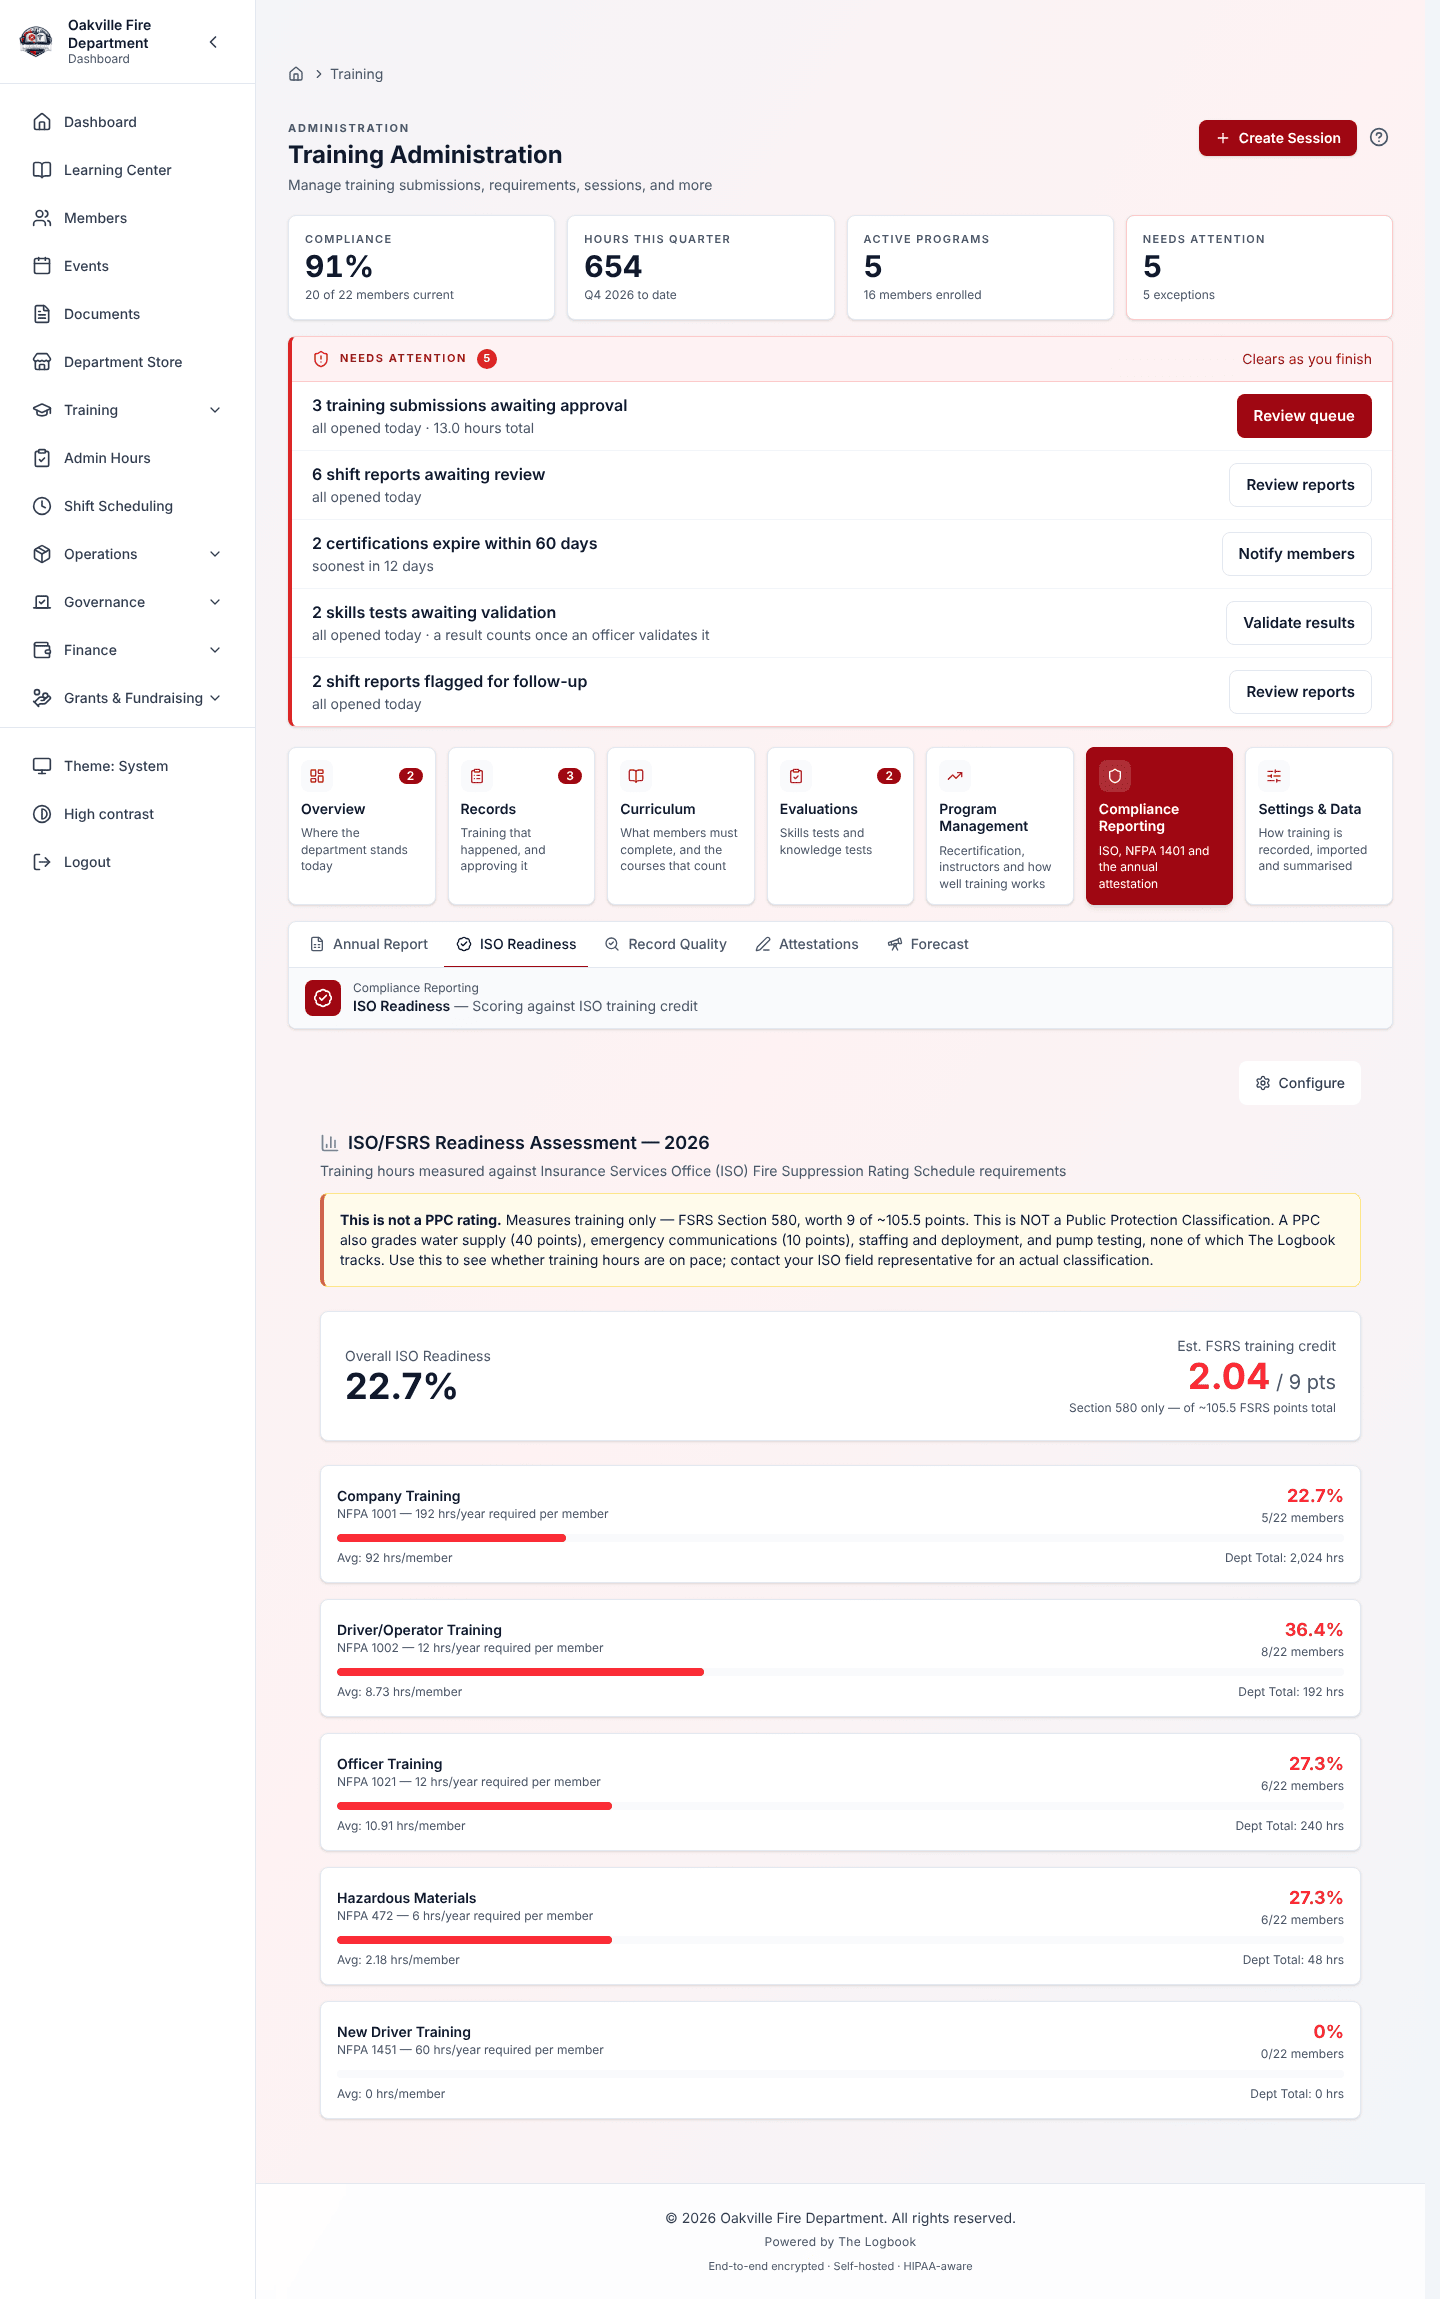 Oakville Fire
Department
Dashboard
Dashboard
Learning Center
Members
Events
Documents
Department Store
Training
Admin Hours
Shift Scheduling
Operations
Governance
Finance
Grants & Fundraising
Theme: System
High contrast
Logout
Training
ADMINISTRATION
Training Administration
Manage training submissions, requirements, sessions, and more
Create Session
COMPLIANCE
91%
20 of 22 members current
HOURS THIS QUARTER
654
Q4 2026 to date
ACTIVE PROGRAMS
5
16 members enrolled
NEEDS ATTENTION
5
5 exceptions
NEEDS ATTENTION 5
Clears as you finish
3 training submissions awaiting approval
all opened today · 13.0 hours total
Review queue
6 shift reports awaiting review
all opened today
Review reports
2 certifications expire within 60 days
soonest in 12 days
Notify members
2 skills tests awaiting validation
all opened today · a result counts once an officer validates it
Validate results
2 shift reports flagged for follow-up
all opened today
Review reports
2
Overview
Where the
department stands
today
3
Records
Training that
happened, and
approving it
Curriculum
What members must
complete, and the
courses that count
2
Evaluations
Skills tests and
knowledge tests
Program
Management
Recertification,
instructors and how
well training works
Compliance
Reporting
ISO, NFPA 1401 and
the annual
attestation
Settings & Data
How training is
recorded, imported
and summarised
Annual Report
ISO Readiness
Record Quality
Attestations
Forecast
Compliance Reporting
ISO Readiness — Scoring against ISO training credit
Configure
ISO/FSRS Readiness Assessment — 2026
Training hours measured against Insurance Services Office (ISO) Fire Suppression Rating Schedule requirements
This is not a PPC rating. Measures training only — FSRS Section 580, worth 9 of ~105.5 points. This is NOT a Public Protection Classification. A PPC
also grades water supply (40 points), emergency communications (10 points), staffing and deployment, and pump testing, none of which The Logbook
tracks. Use this to see whether training hours are on pace; contact your ISO field representative for an actual classification.
Overall ISO Readiness
22.7%
Est. FSRS training credit
2.04 / 9 pts
Section 580 only — of ~105.5 FSRS points total
Company Training
NFPA 1001 — 192 hrs/year required per member
22.7%
5/22 members
Avg: 92 hrs/member
Dept Total: 2,024 hrs
Driver/Operator Training
NFPA 1002 — 12 hrs/year required per member
36.4%
8/22 members
Avg: 8.73 hrs/member
Dept Total: 192 hrs
Officer Training
NFPA 1021 — 12 hrs/year required per member
27.3%
6/22 members
Avg: 10.91 hrs/member
Dept Total: 240 hrs
Hazardous Materials
NFPA 472 — 6 hrs/year required per member
27.3%
6/22 members
Avg: 2.18 hrs/member
Dept Total: 48 hrs
New Driver Training
NFPA 1451 — 60 hrs/year required per member
0%
0/22 members
Avg: 0 hrs/member
Dept Total: 0 hrs
© 2026 Oakville Fire Department. All rights reserved.
Powered by The Logbook
End-to-end encrypted · Self-hosted · HIPAA-aware